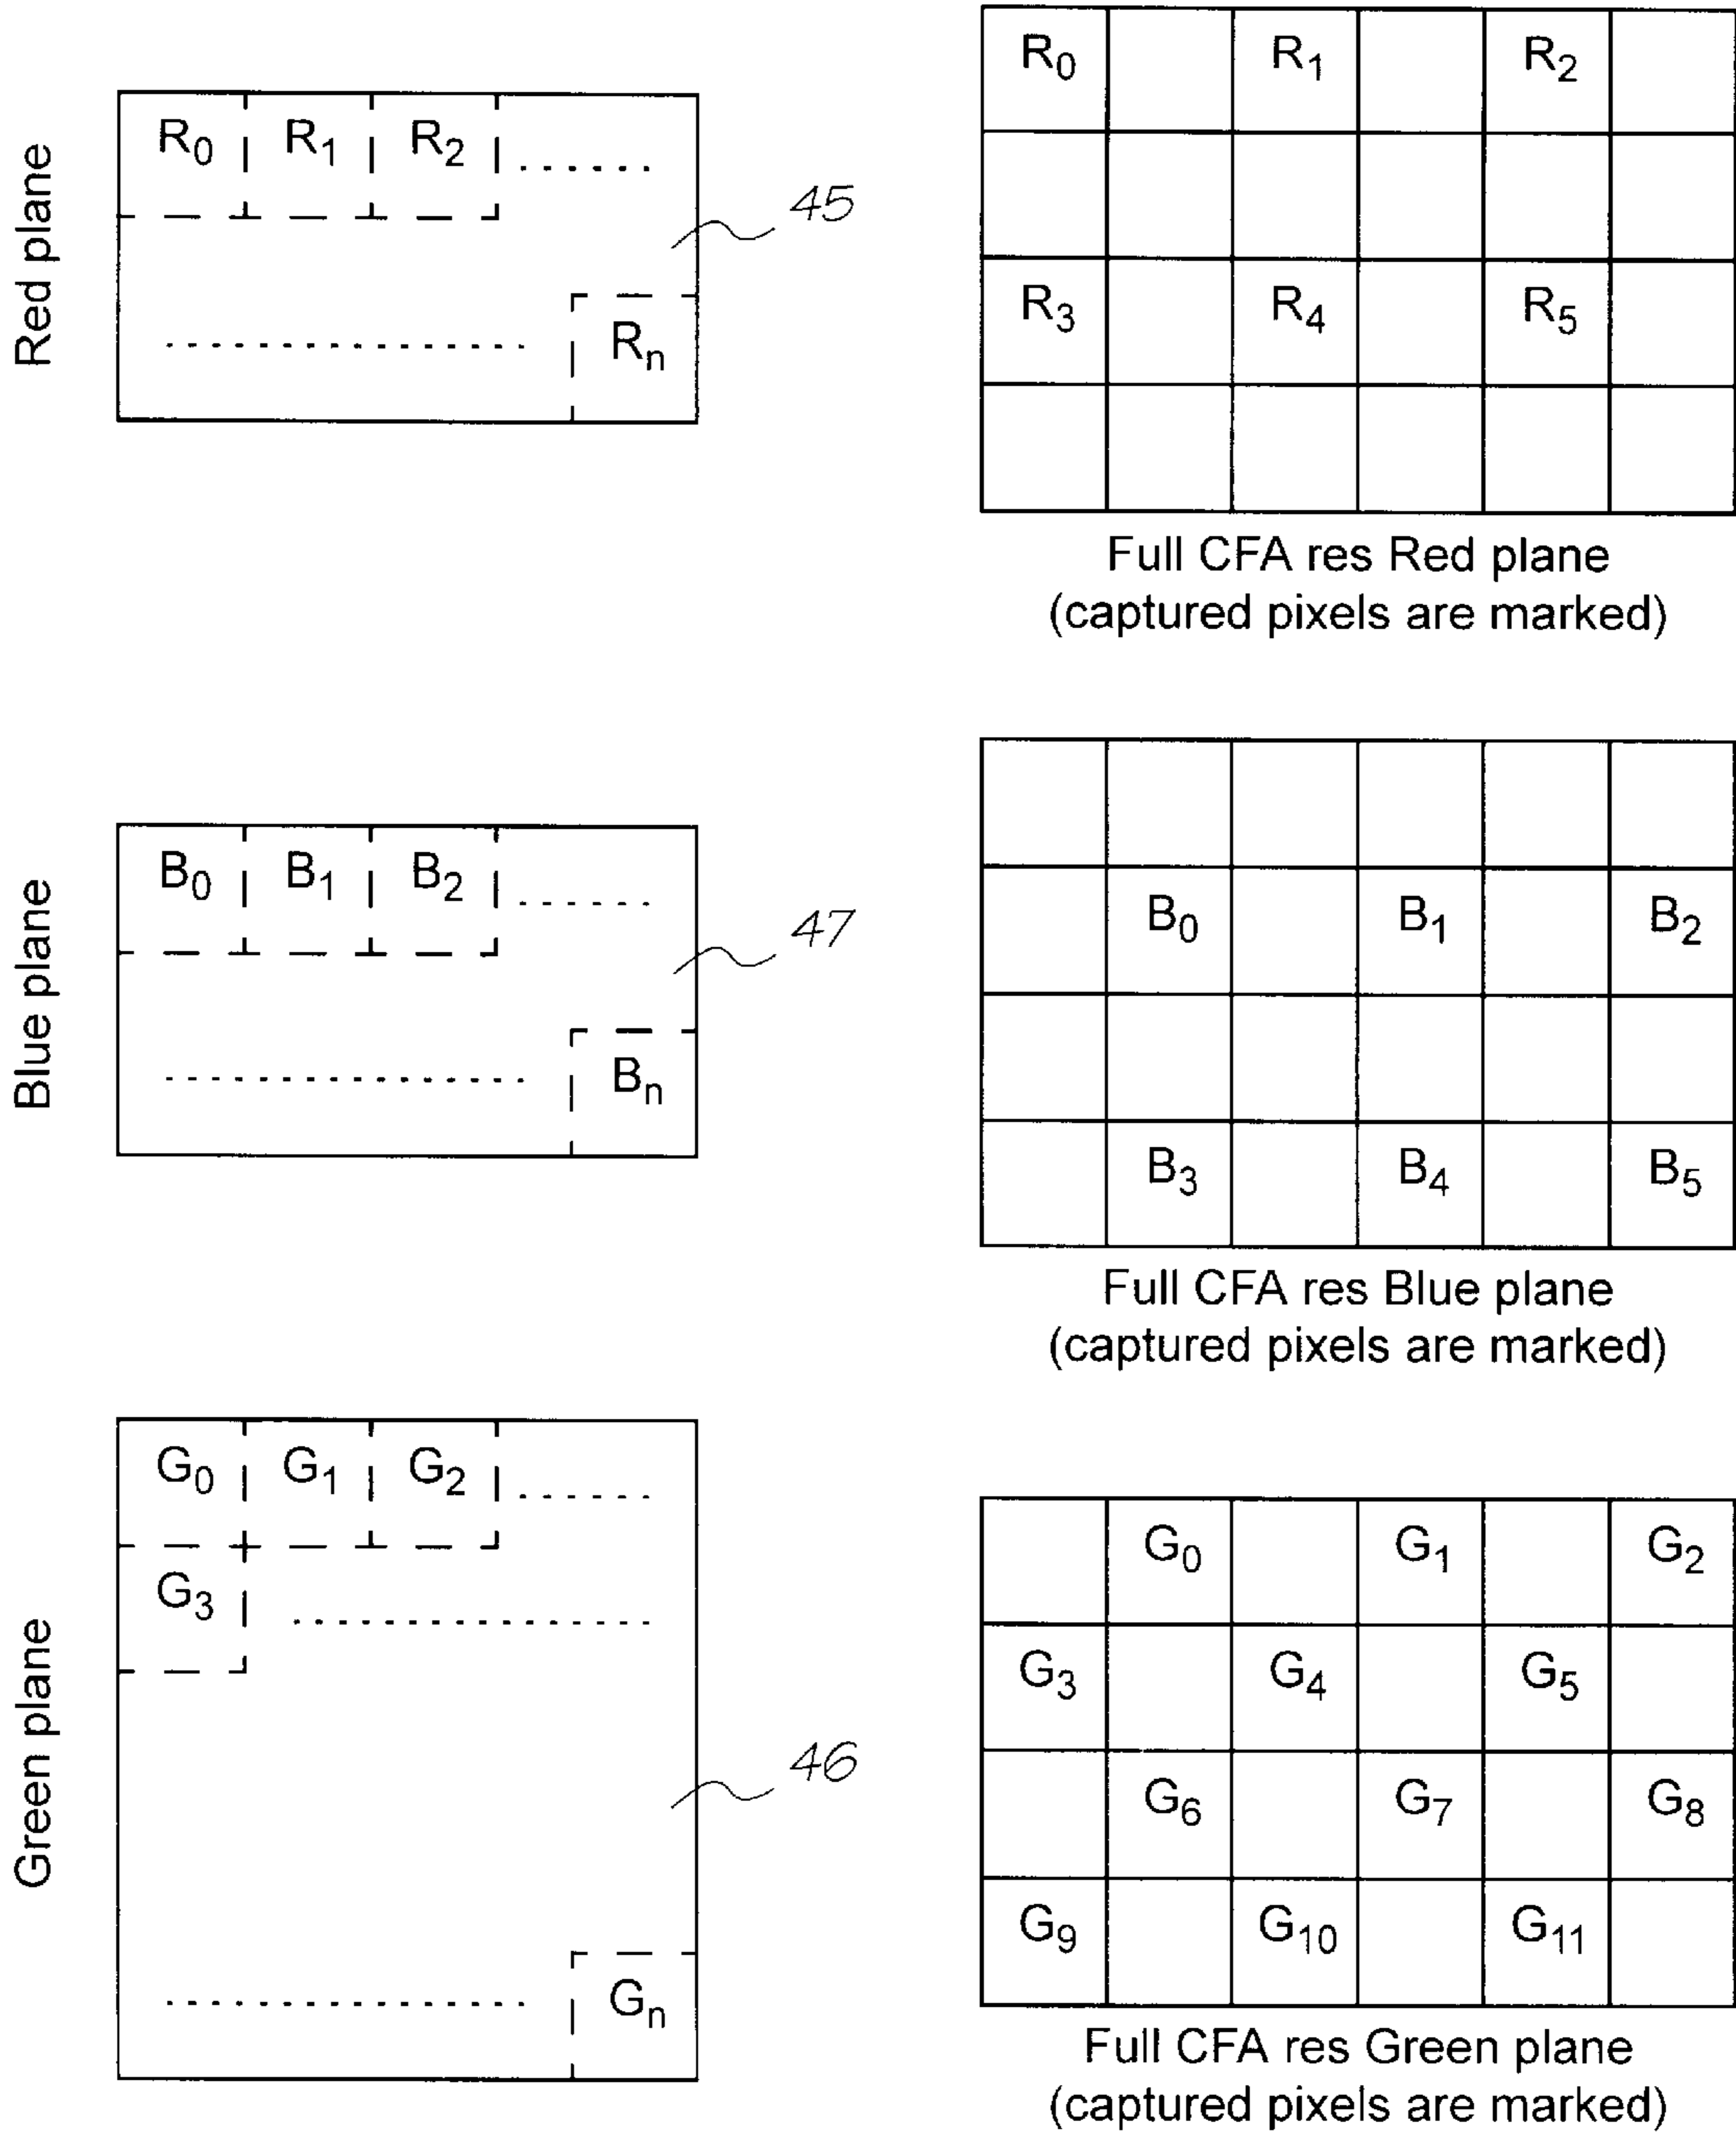 Red plane
R0 R1 R2
Rn
45
R0 R1 R2
R3 R4 R5
Full CFA res Red plane
(captured pixels are marked)
Blue plane
B0 B1 B2
Bn
47
B0 B1 B2
B3 B4 B5
Full CFA res Blue plane
(captured pixels are marked)
Green plane
G0 G1 G2
G3
Gn
46
G0 G1 G2
G3 G4 G5
G6 G7 G8
G9 G10 G11
Full CFA res Green plane
(captured pixels are marked)